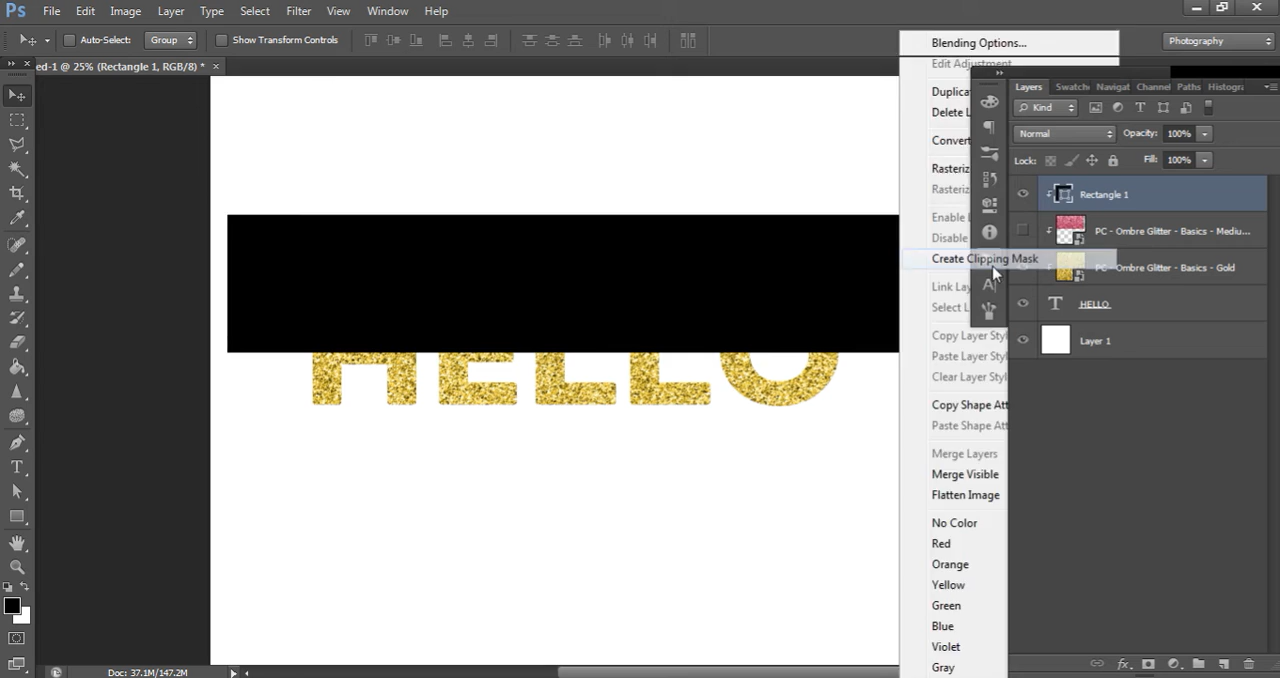 Ps File Edit Image Layer Type Select Filter View Window Help
Auto-Select: Group Show Transform Controls Photography
ed-1 @ 25% (Rectangle 1, RGB/8) * ×
Blending Options...
Edit Adjustment...
Duplica
Delete L
Convert
Rasteriz
Rasteriz
Enable L
Disable
Create Clipping Mask
Link Lay
Select L
Copy Layer Style
Paste Layer Styl
Clear Layer Styl
Copy Shape Att
Paste Shape Att
Merge Layers
Merge Visible
Flatten Image
No Color
Red
Orange
Yellow
Green
Blue
Violet
Gray
Layers Swatch Navigat Channel Paths Histogra
Kind
Normal Opacity: 100%
Lock: Fill: 100%
Rectangle 1
PC - Ombre Glitter - Basics - Mediu...
PC - Ombre Glitter - Basics - Gold
T HELLO
Layer 1
HELLO
Doc: 37.1M/147.2M